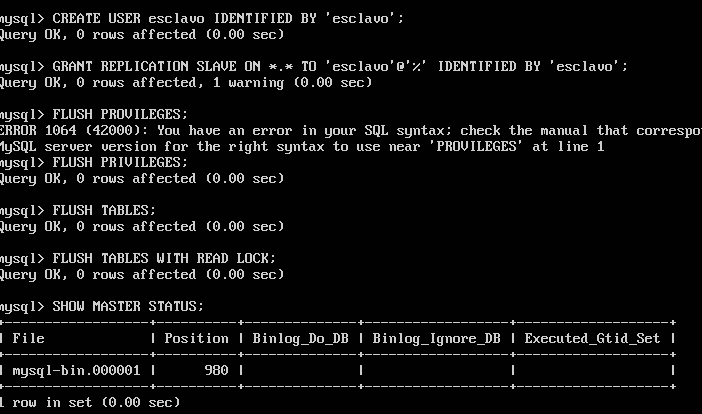 mysql> CREATE USER esclavo IDENTIFIED BY 'esclavo';
Query OK, 0 rows affected (0.00 sec)
mysql> GRANT REPLICATION SLAVE ON *.* TO 'esclavo'@'%' IDENTIFIED BY 'esclavo';
Query OK, 0 rows affected, 1 warning (0.00 sec)
mysql> FLUSH PROVILEGES;
ERROR 1064 (42000): You have an error in your SQL syntax; check the manual that correspo
MySQL server version for the right syntax to use near 'PROVILEGES' at line 1
mysql> FLUSH PRIVILEGES;
Query OK, 0 rows affected (0.00 sec)
mysql> FLUSH TABLES;
Query OK, 0 rows affected (0.00 sec)
mysql> FLUSH TABLES WITH READ LOCK;
Query OK, 0 rows affected (0.00 sec)
mysql> SHOW MASTER STATUS;
+------------------+----------+--------------+------------------+-------------------+
| File | Position | Binlog_Do_DB | Binlog_Ignore_DB | Executed_Gtid_Set |
+------------------+----------+--------------+------------------+-------------------+
| mysql-bin.000001 | 980 | | | |
+------------------+----------+--------------+------------------+-------------------+
1 row in set (0.00 sec)